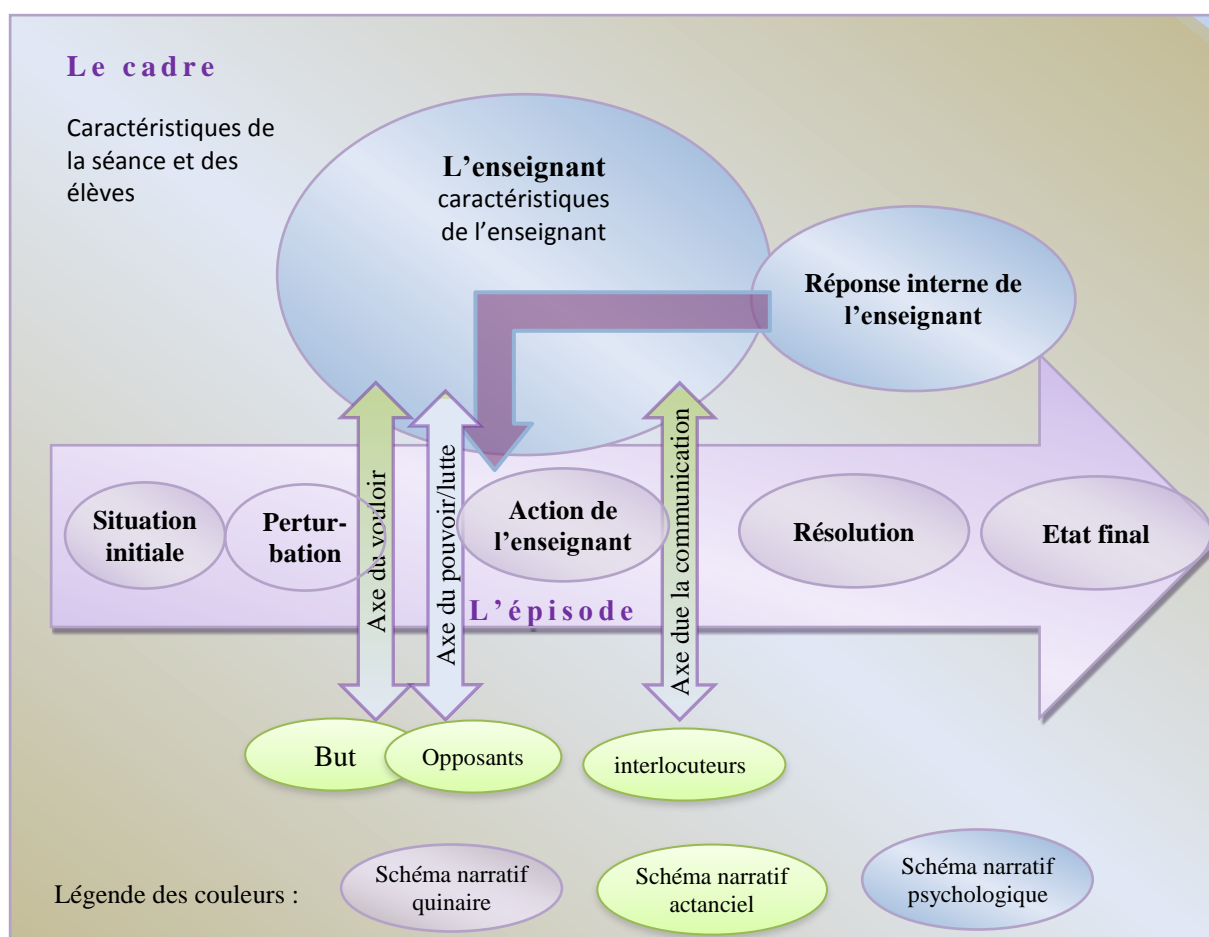 Le cadre
Caractéristiques de
la séance et des
élèves
L’enseignant
caractéristiques
de l’enseignant
Réponse interne de
l’enseignant
Situation
initiale
Pertur-
bation
Axe du vouloir
Axe du pouvoir/lutte
Action de
l’enseignant
Axe due la communication
Résolution
Etat final
L’épisode
But
Opposants
interlocuteurs
Légende des couleurs :
Schéma narratif
quinaire
Schéma narratif
actanciel
Schéma narratif
psychologique